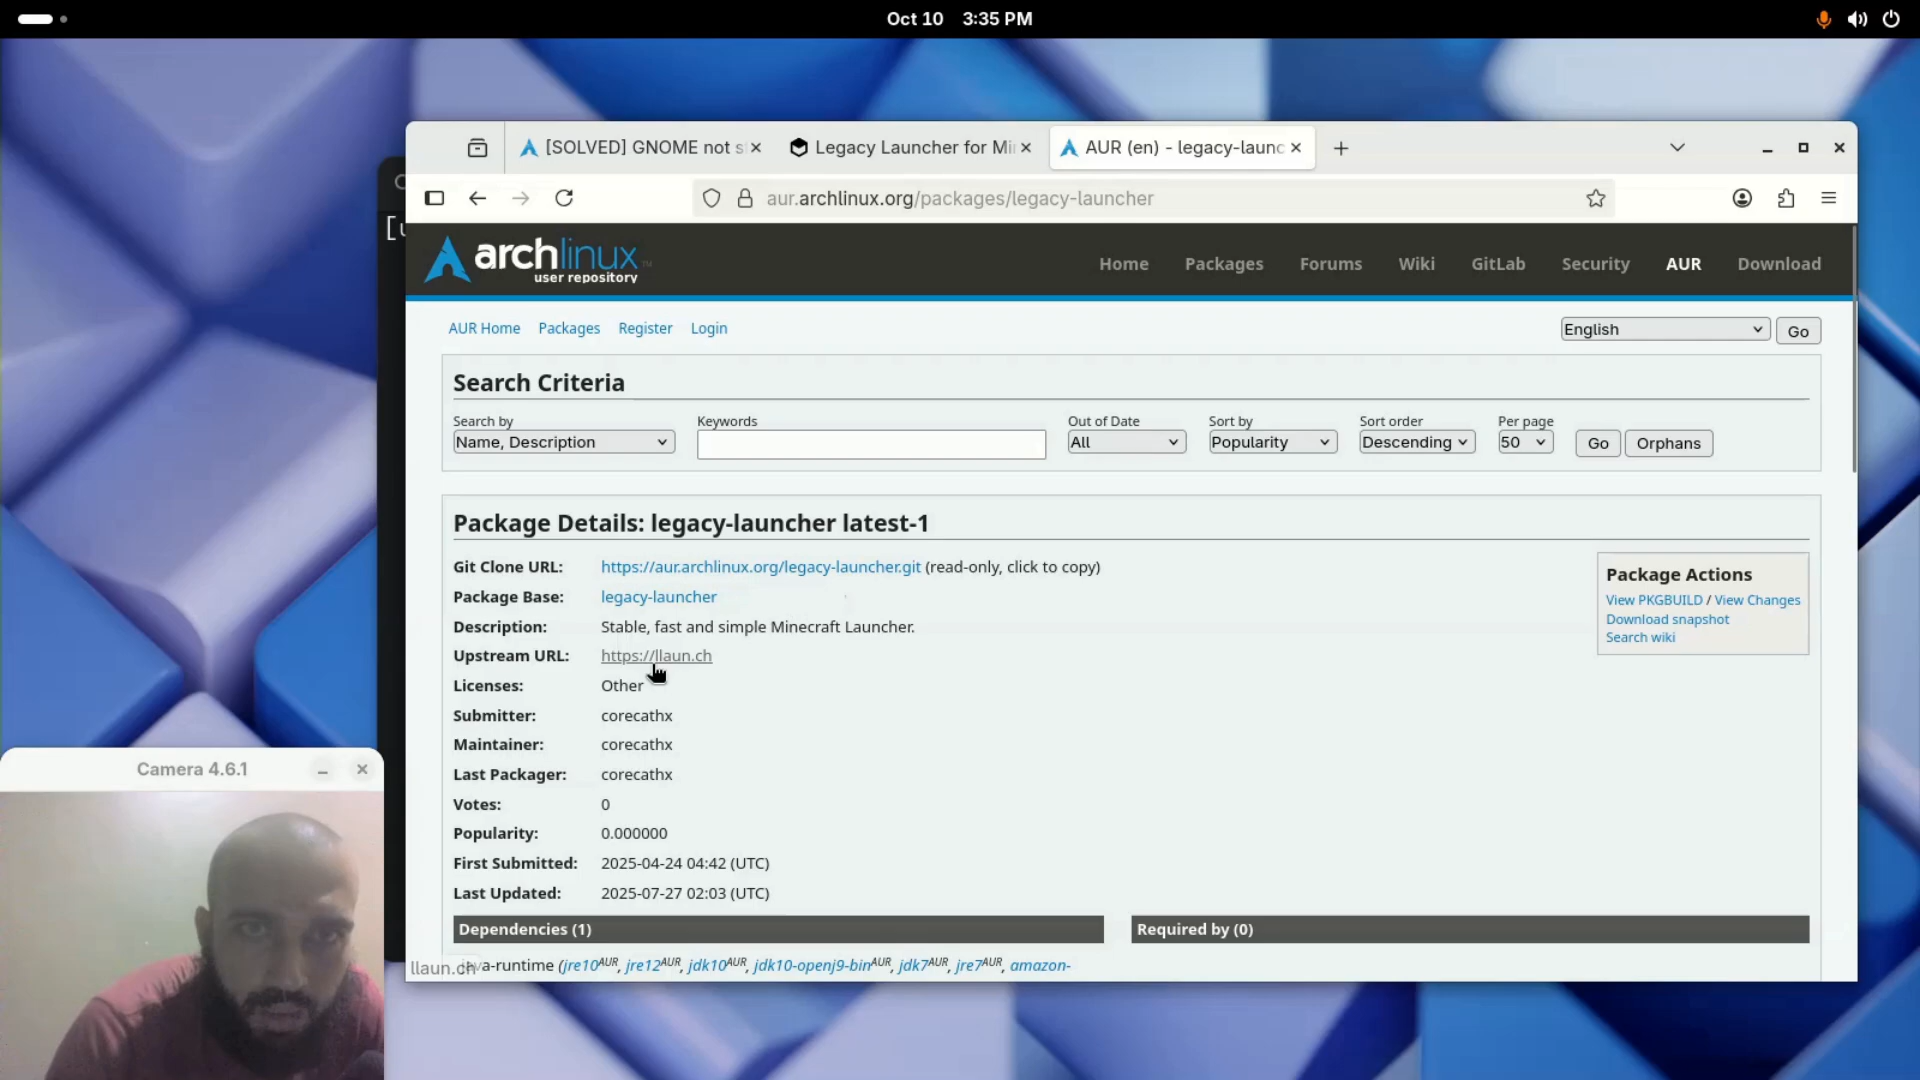 Oct 10 3:35 PM
[SOLVED] GNOME not s
Legacy Launcher for Mi
AUR (en) - legacy-launc
aur.archlinux.org/packages/legacy-launcher
archlinux
user repository
Home Packages Forums Wiki GitLab Security AUR Download
AUR Home Packages Register Login
English Go
Search Criteria
Search by Keywords Out of Date Sort by Sort order Per page
Name, Description All Popularity Descending 50 Go Orphans
Package Details: legacy-launcher latest-1
Git Clone URL: https://aur.archlinux.org/legacy-launcher.git (read-only, click to copy)
Package Base: legacy-launcher
Description: Stable, fast and simple Minecraft Launcher.
Upstream URL: https://llaun.ch
Licenses: Other
Submitter: corecathx
Maintainer: corecathx
Last Packager: corecathx
Votes: 0
Popularity: 0.000000
First Submitted: 2025-04-24 04:42 (UTC)
Last Updated: 2025-07-27 02:03 (UTC)
Package Actions
View PKGBUILD / View Changes
Download snapshot
Search wiki
Dependencies (1)
Required by (0)
java-runtime (jre10AUR, jre12AUR, jdk10AUR, jdk10-openj9-binAUR, jdk7AUR, jre7AUR, amazon-
llaun.ch
Camera 4.6.1